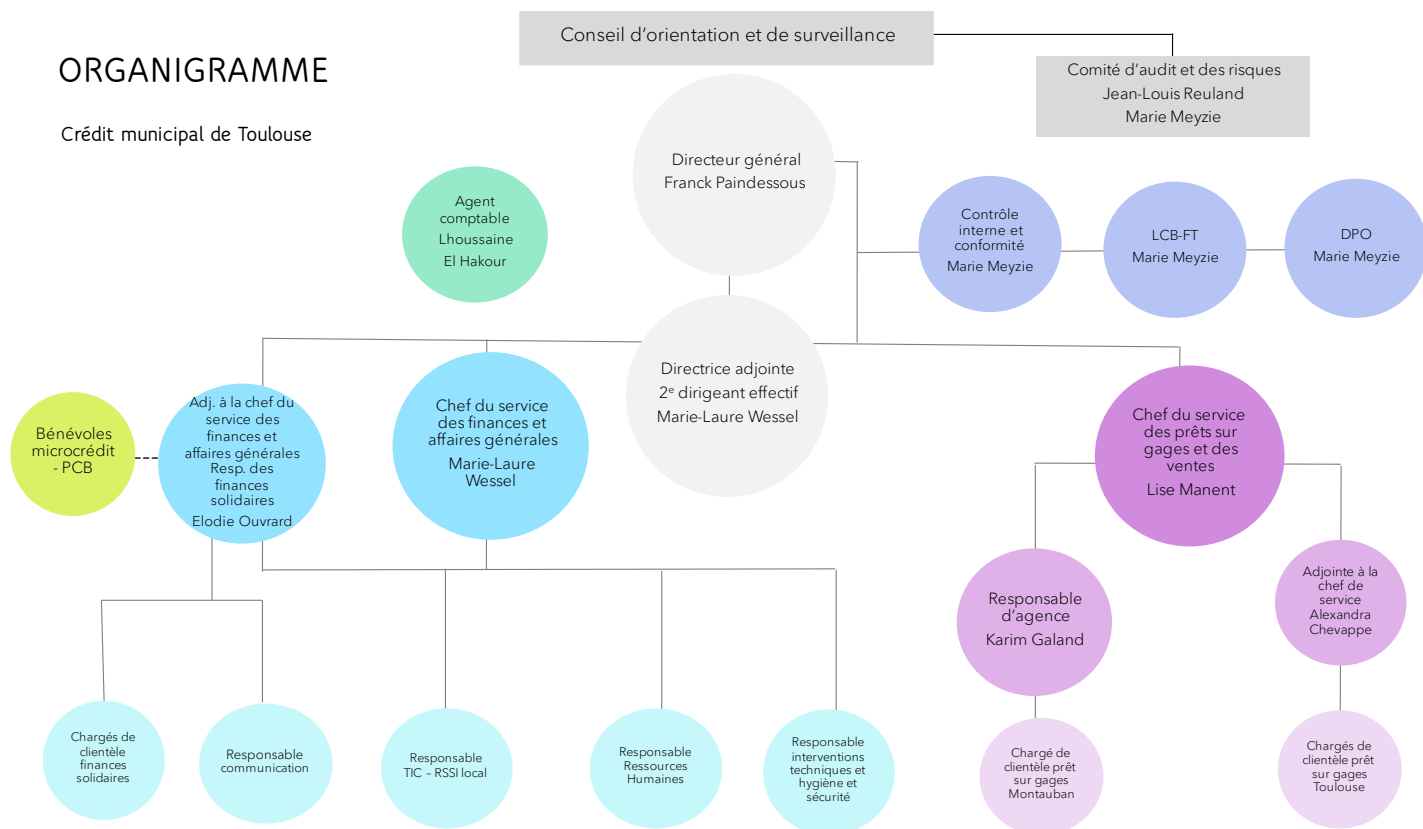 ORGANIGRAMME
Crédit municipal de Toulouse
Conseil d'orientation et de surveillance
Comité d'audit et des risques
Jean-Louis Reuland
Marie Meyzie
Directeur général
Franck Paindessous
Agent
comptable
Lhoussaine
El Hakour
Contrôle
interne et
conformité
Marie Meyzie
LCB-FT
Marie Meyzie
DPO
Marie Meyzie
Directrice adjointe
2e dirigeant effectif
Marie-Laure Wessel
Bénévoles
microcrédit
- PCB
Adj. à la chef du
service des
finances et
affaires générales
Resp. des
finances
solidaires
Elodie Ouvrard
Chef du service
des finances et
affaires générales
Marie-Laure
Wessel
Chef du service
des prêts sur
gages et des
ventes
Lise Manent
Responsable
d'agence
Karim Galand
Adjointe à la
chef de
service
Alexandra
Chevappe
Chargés de
clientèle
finances
solidaires
Responsable
communication
Responsable
TIC – RSSI local
Responsable
Ressources
Humaines
Responsable
interventions
techniques et
hygiène et
sécurité
Chargé de
clientèle prêt
sur gages
Montauban
Chargés de
clientèle prêt
sur gages
Toulouse